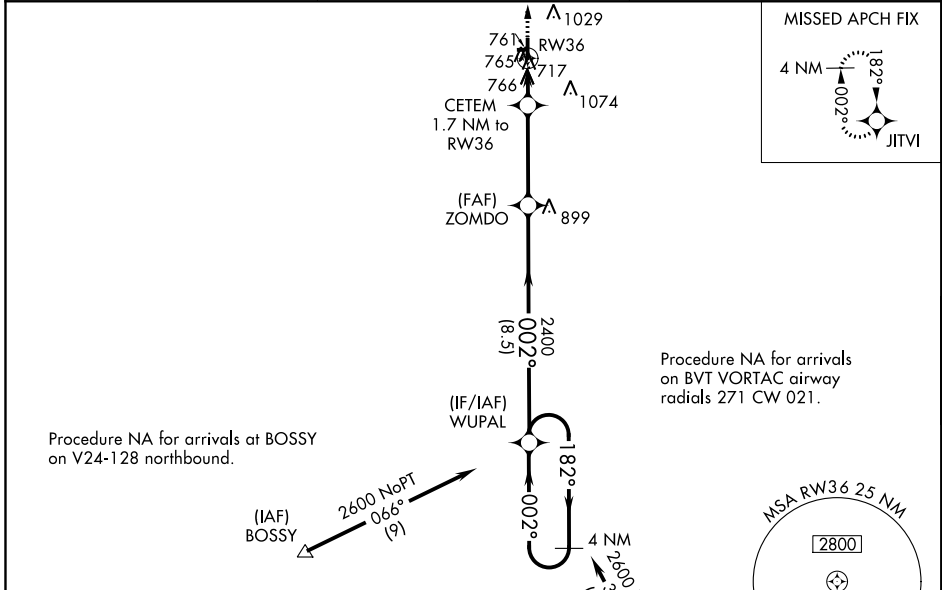 1029
761
RW36
765
717
766
1074
CETEM
1.7 NM to
RW36
MISSED APCH FIX
4 NM
182°
002°
JITVI
(FAF)
ZOMDO
899
2400
002°
(8.5)
Procedure NA for arrivals
on BVT VORTAC airway
radials 271 CW 021.
(IF/IAF)
WUPAL
182°
002°
4 NM
2600
Procedure NA for arrivals at BOSSY
on V24-128 northbound.
2600 NoPT
066°
(9)
(IAF)
BOSSY
MSA RW36 25 NM
2800